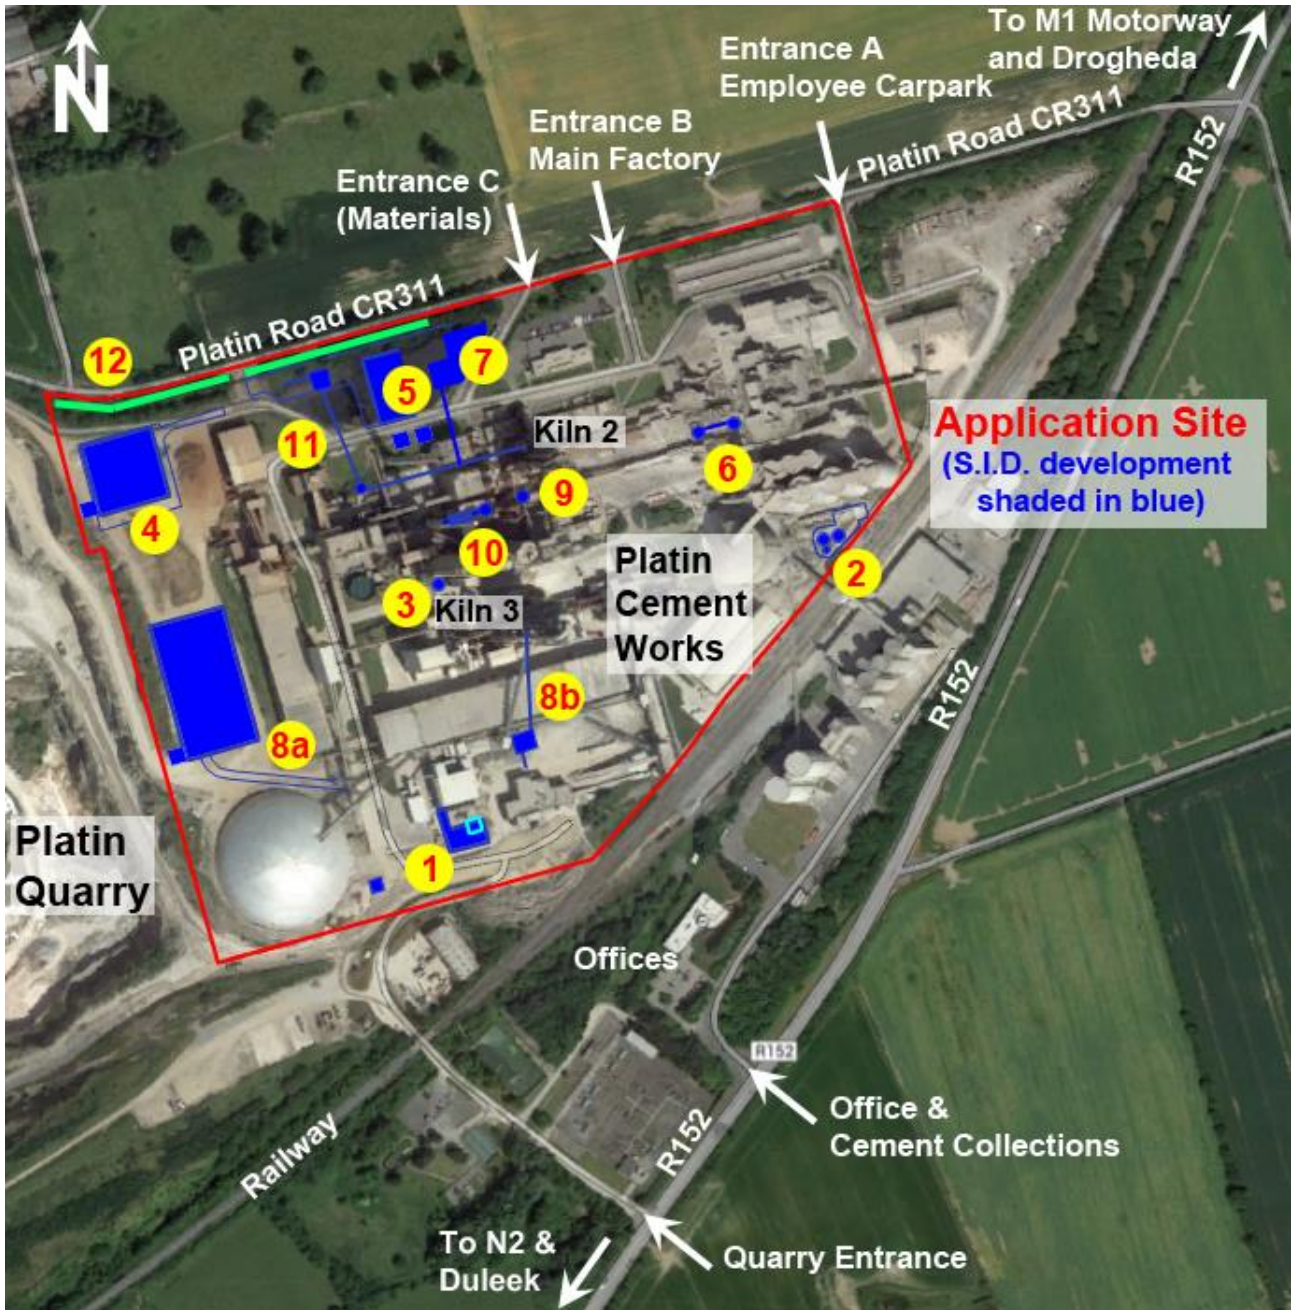 To M1 Motorway
and Drogheda
N
Entrance A
Employee Carpark
Entrance B
Main Factory
Platin Road CR311
R152
Entrance C
(Materials)
Platin Road CR311
12
7
5
Kiln 2
11
Application Site
(S.I.D. development
shaded in blue)
6
9
4
10
Platin
Cement
Works
2
3
Kiln 3
8b
R152
8a
Platin
Quarry
1
Offices
R152
Office &
Cement Collections
R152
Railway
To N2 &
Duleek
Quarry Entrance